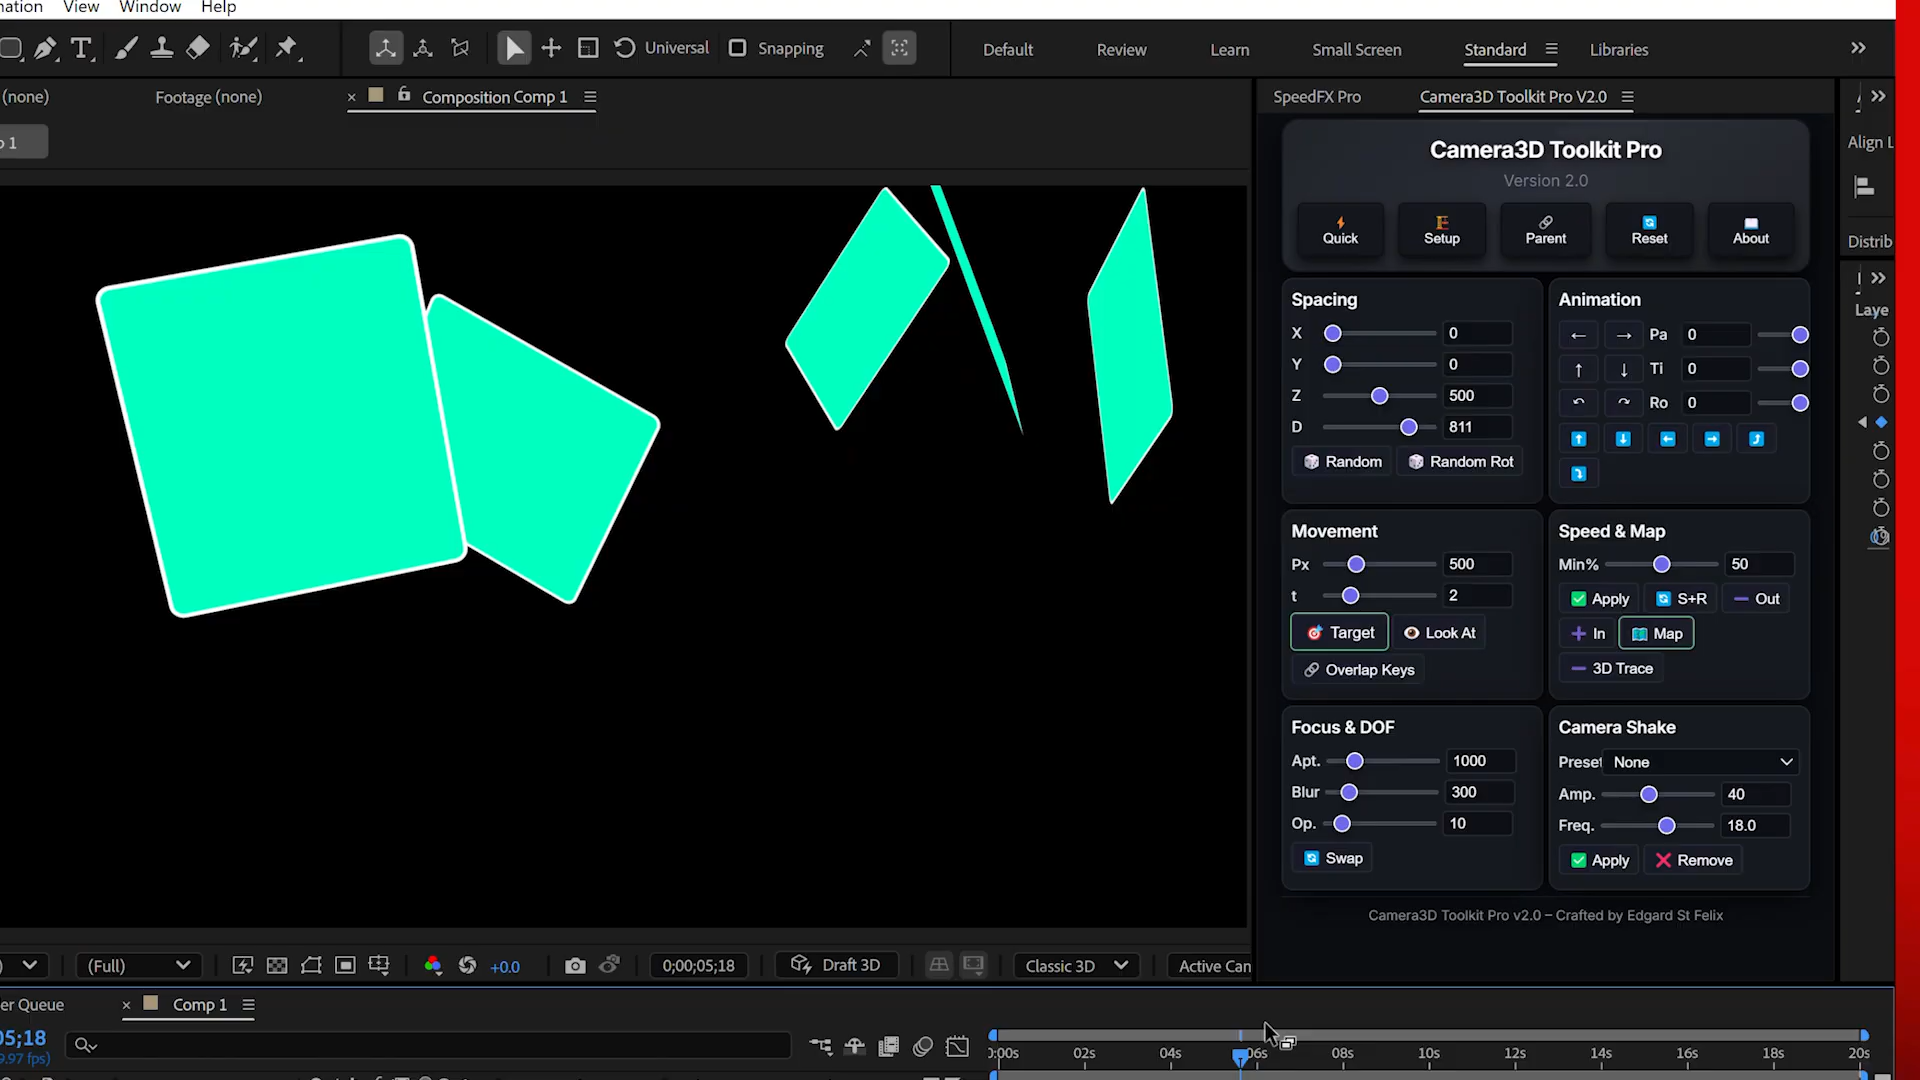 View Window Help
Universal Snapping Default Review Learn Small Screen Standard Libraries
(none) Footage (none) × Composition Comp 1 SpeedFX Pro Camera3D Toolkit Pro V2.0
Camera3D Toolkit Pro
Version 2.0
Quick Setup Parent Reset About
Align L
Distrib
Laye
Spacing
X 0
Y 0
Z 500
D 811
Random Random Rot
Animation
← → Pa 0
↑ ↓ Ti 0
↶ ↷ Ro 0
Movement
Px 500
t 2
Target Look At
Overlap Keys
Speed & Map
Min% 50
Apply S+R Out
In Map
3D Trace
Focus & DOF
Apt. 1000
Blur 300
Op. 10
Swap
Camera Shake
Preset None
Amp. 40
Freq. 18.0
Apply Remove
Camera3D Toolkit Pro v2.0 – Crafted by Edgard St Felix
(Full) +0.0 0;00;05;18 Draft 3D Classic 3D Active Cam
er Queue × Comp 1
05;18
9.97 fps)
0:00s 02s 04s 06s 08s 10s 12s 14s 16s 18s 20s